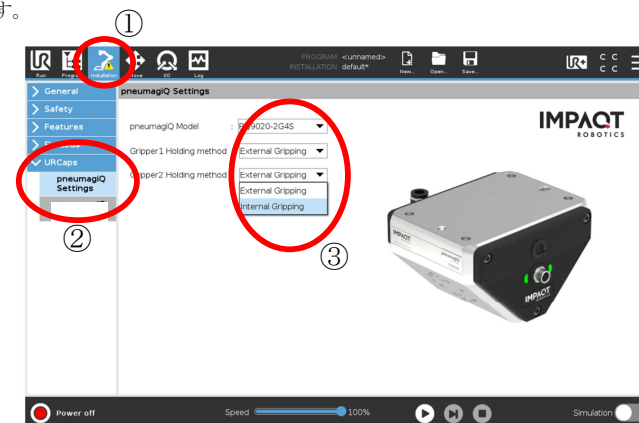 す。
①
PROGRAM <unnamed>
INSTALLATION default*
Run Program Installation Move I/O Log New... Open... Save...
UR+ C C
C C
General
Safety
Features
URCaps
pneumagiQ
Settings
②
pneumagiQ Settings
pneumagiQ Model :
Gripper1 Holding method : External Gripping
Gripper2 Holding method : External Gripping
External Gripping
Internal Gripping
③
IMPAQT
ROBOTICS
IMPAQT
IMPAQT
Power off
Speed 100%
Simulation